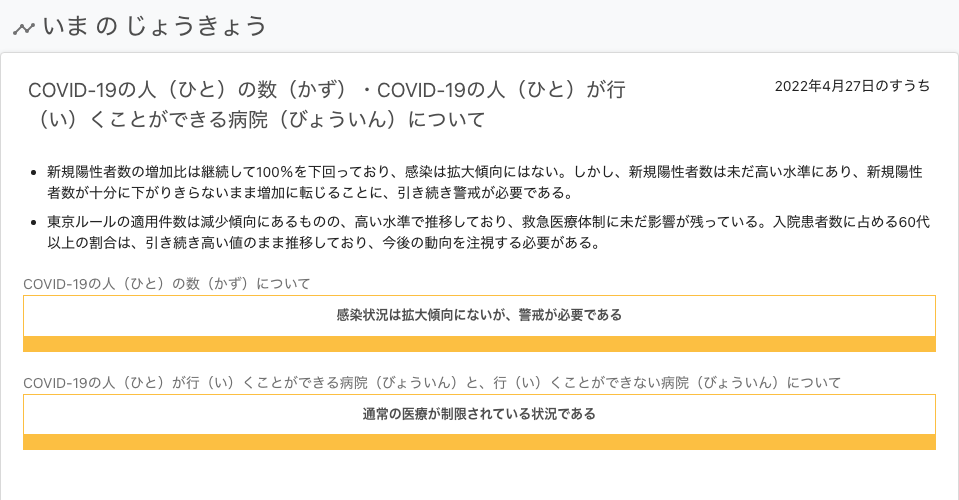 いま の じょうきょう
COVID-19の人（ひと）の数（かず）・COVID-19の人（ひと）が行
（い）くことができる病院（びょういん）について
2022年4月27日のすうち
新規陽性者数の増加比は継続して100%を下回っており、感染は拡大傾向にはない。しかし、新規陽性者数は未だ高い水準にあり、新規陽性
者数が十分に下がりきらないまま増加に転じることに、引き続き警戒が必要である。
東京ルールの適用件数は減少傾向にあるものの、高い水準で推移しており、救急医療体制に未だ影響が残っている。入院患者数に占める60代
以上の割合は、引き続き高い値のまま推移しており、今後の動向を注視する必要がある。
COVID-19の人（ひと）の数（かず）について
感染状況は拡大傾向にないが、警戒が必要である
COVID-19の人（ひと）が行（い）くことができる病院（びょういん）と、行（い）くことができない病院（びょういん）について
通常の医療が制限されている状況である